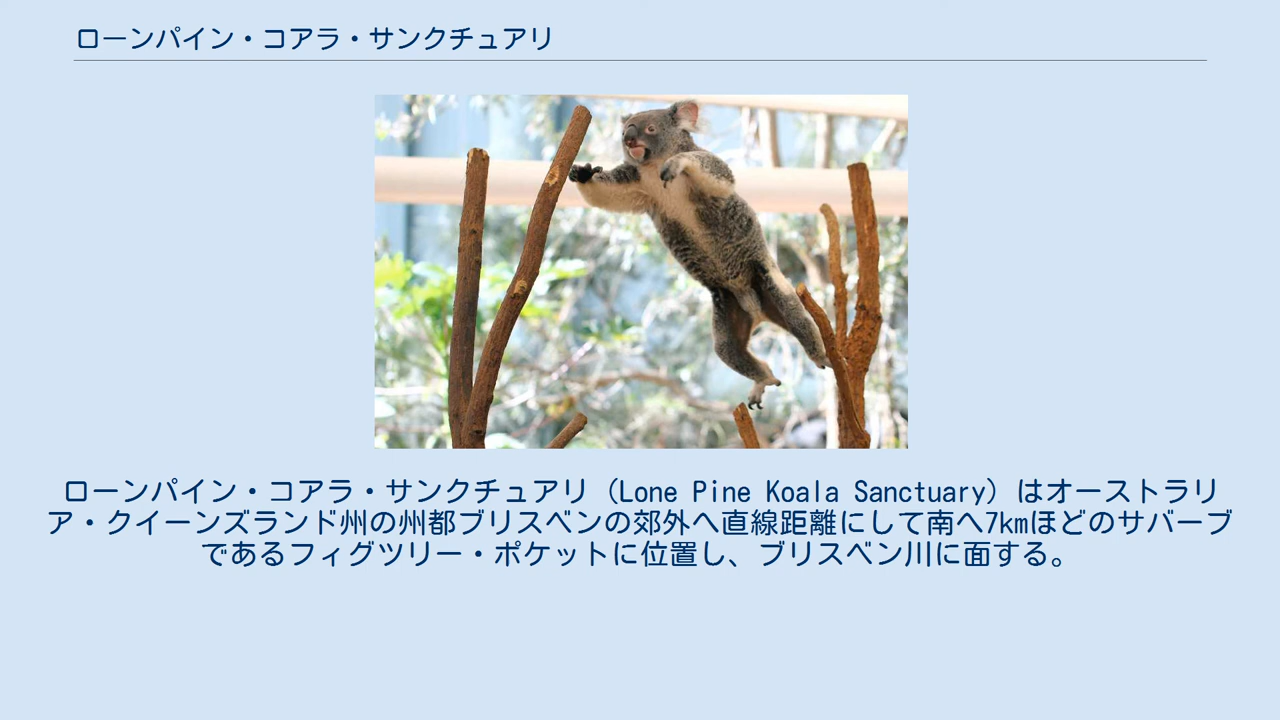 ローンパイン・コアラ・サンクチュアリ
ローンパイン・コアラ・サンクチュアリ（Lone Pine Koala Sanctuary）はオーストラリ
ア・クイーンズランド州の州都ブリスベンの郊外へ直線距離にして南へ7kmほどのサバーブ
であるフィグツリー・ポケットに位置し、ブリスベン川に面する。